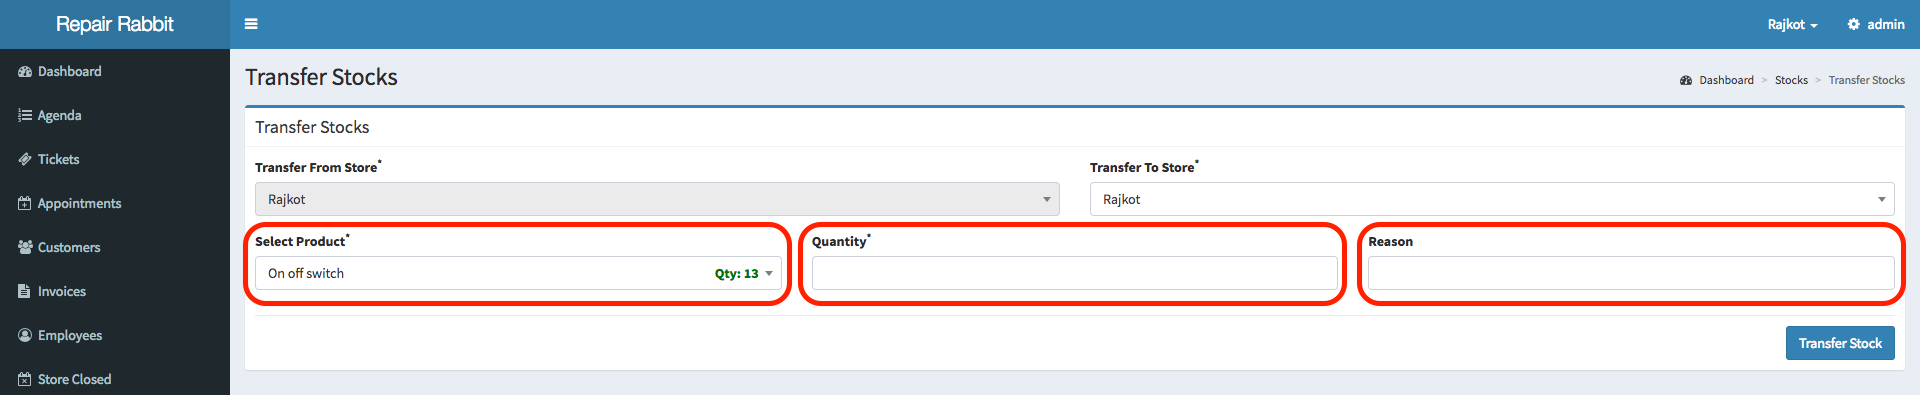 Repair Rabbit
Rajkot
admin
Dashboard
Agenda
Tickets
Appointments
Customers
Invoices
Employees
Store Closed
Transfer Stocks
Dashboard > Stocks > Transfer Stocks
Transfer Stocks
Transfer From Store*
Rajkot
Transfer To Store*
Rajkot
Select Product*
On off switch Qty: 13
Quantity*
Reason
Transfer Stock